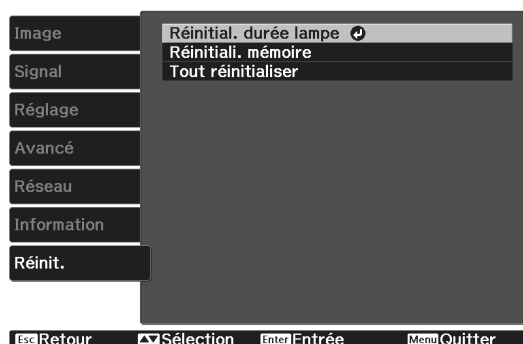 Image
Signal
Réglage
Avancé
Réseau
Information
Réinit.
Réinitial. durée lampe
Réinitiali. mémoire
Tout réinitialiser
Esc Retour Sélection Enter Entrée Menu Quitter